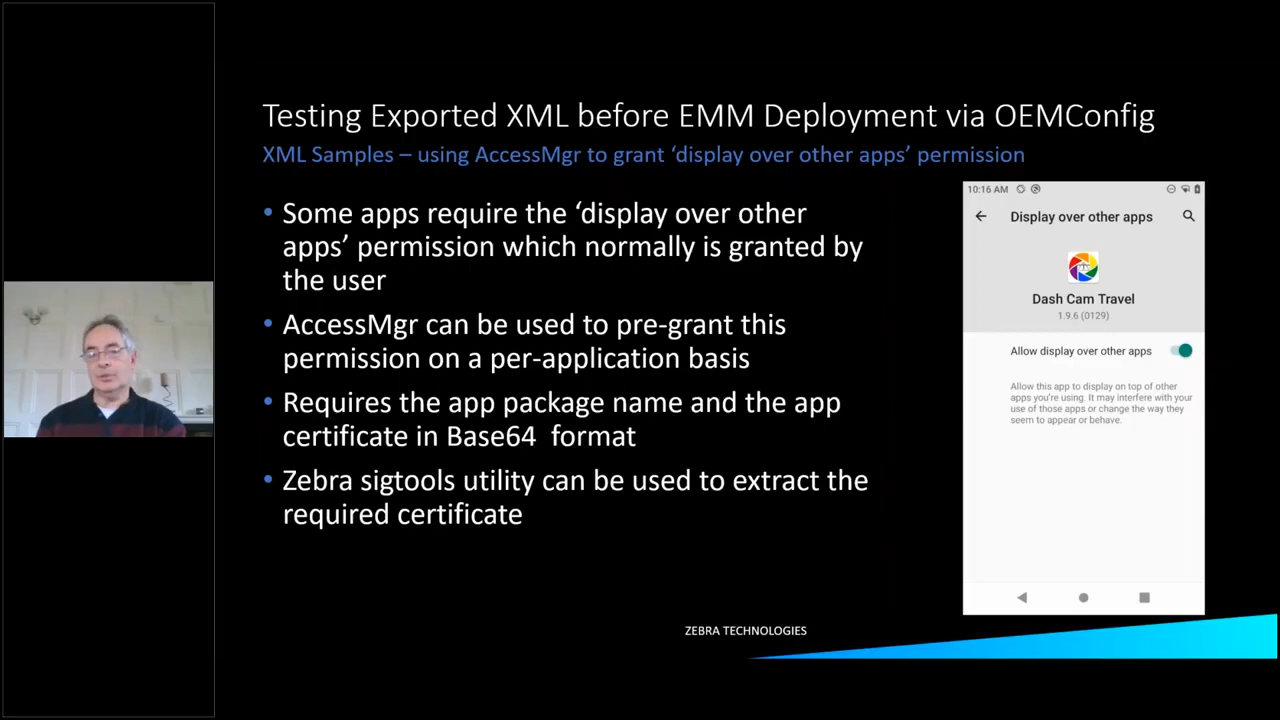 Testing Exported XML before EMM Deployment via OEMConfig
XML Samples – using AccessMgr to grant ‘display over other apps’ permission
• Some apps require the ‘display over other
apps’ permission which normally is granted by
the user
• AccessMgr can be used to pre-grant this
permission on a per-application basis
• Requires the app package name and the app
certificate in Base64 format
• Zebra sigtools utility can be used to extract the
required certificate
10:16 AM
Display over other apps
Dash Cam Travel
1.9.6 (0129)
Allow display over other apps
Allow this app to display on top of other
apps you're using. It may interfere with your
use of those apps or change the way they
seem to appear or behave.
ZEBRA TECHNOLOGIES